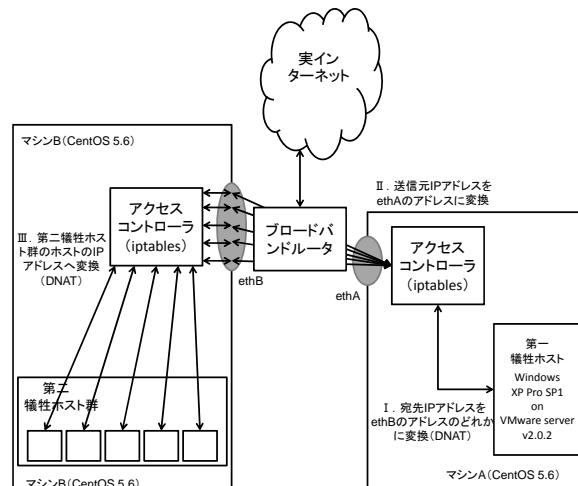 実イン
ターネット
マシンB(CentOS 5.6)
アクセス
コントローラ
(iptables)
Ⅲ．第二犠牲ホスト群のホストのIP
アドレスへ変換
(DNAT)
ethB
ブロードバ
ンドルータ
Ⅱ．送信元IPアドレスを
ethAのアドレスに変換
ethA
アクセス
コントローラ
(iptables)
第一
犠牲ホスト
Windows
XP Pro SP1
on
VMware server
v2.0.2
Ⅰ．宛先IPアドレスを
ethBのアドレスのどれか
に変換(DNAT)
第二
犠牲ホスト群
マシンB(CentOS 5.6)
マシンA(CentOS 5.6)